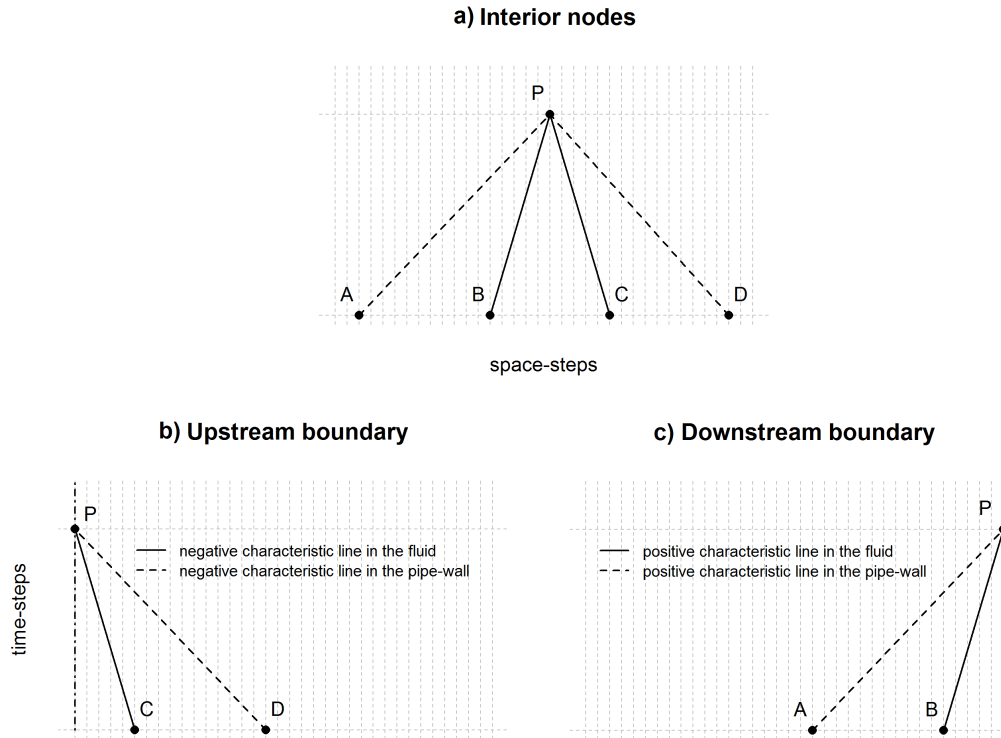 a) Interior nodes
P
A
B
C
D
space-steps
b) Upstream boundary
P
negative characteristic line in the fluid
negative characteristic line in the pipe-wall
time-steps
C
D
c) Downstream boundary
P
positive characteristic line in the fluid
positive characteristic line in the pipe-wall
A
B